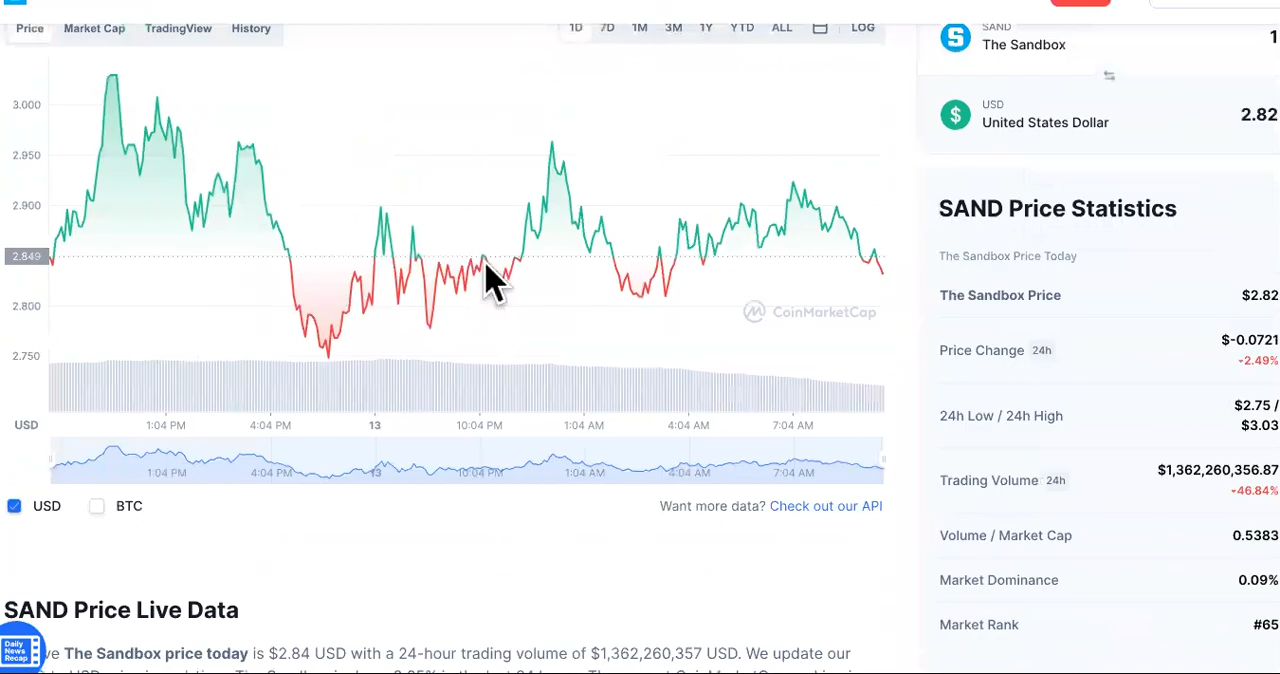 Price Market Cap TradingView History
1D 7D 1M 3M 1Y YTD ALL LOG
3.000
2.950
2.900
2.849
2.800
2.750
CoinMarketCap
USD 1:04 PM 4:04 PM 13 10:04 PM 1:04 AM 4:04 AM 7:04 AM
1:04 PM 4:04 PM 13 10:04 PM 1:04 AM 4:04 AM 7:04 AM
USD BTC
Want more data? Check out our API
SAND Price Live Data
The Sandbox price today is $2.84 USD with a 24-hour trading volume of $1,362,260,357 USD. We update our
Daily
News
Recap
S
SAND
The Sandbox 1
$
USD
United States Dollar 2.82
SAND Price Statistics
The Sandbox Price Today
The Sandbox Price $2.82
Price Change 24h $-0.0721
2.49%
24h Low / 24h High $2.75 /
$3.03
Trading Volume 24h $1,362,260,356.87
46.84%
Volume / Market Cap 0.5383
Market Dominance 0.09%
Market Rank #65